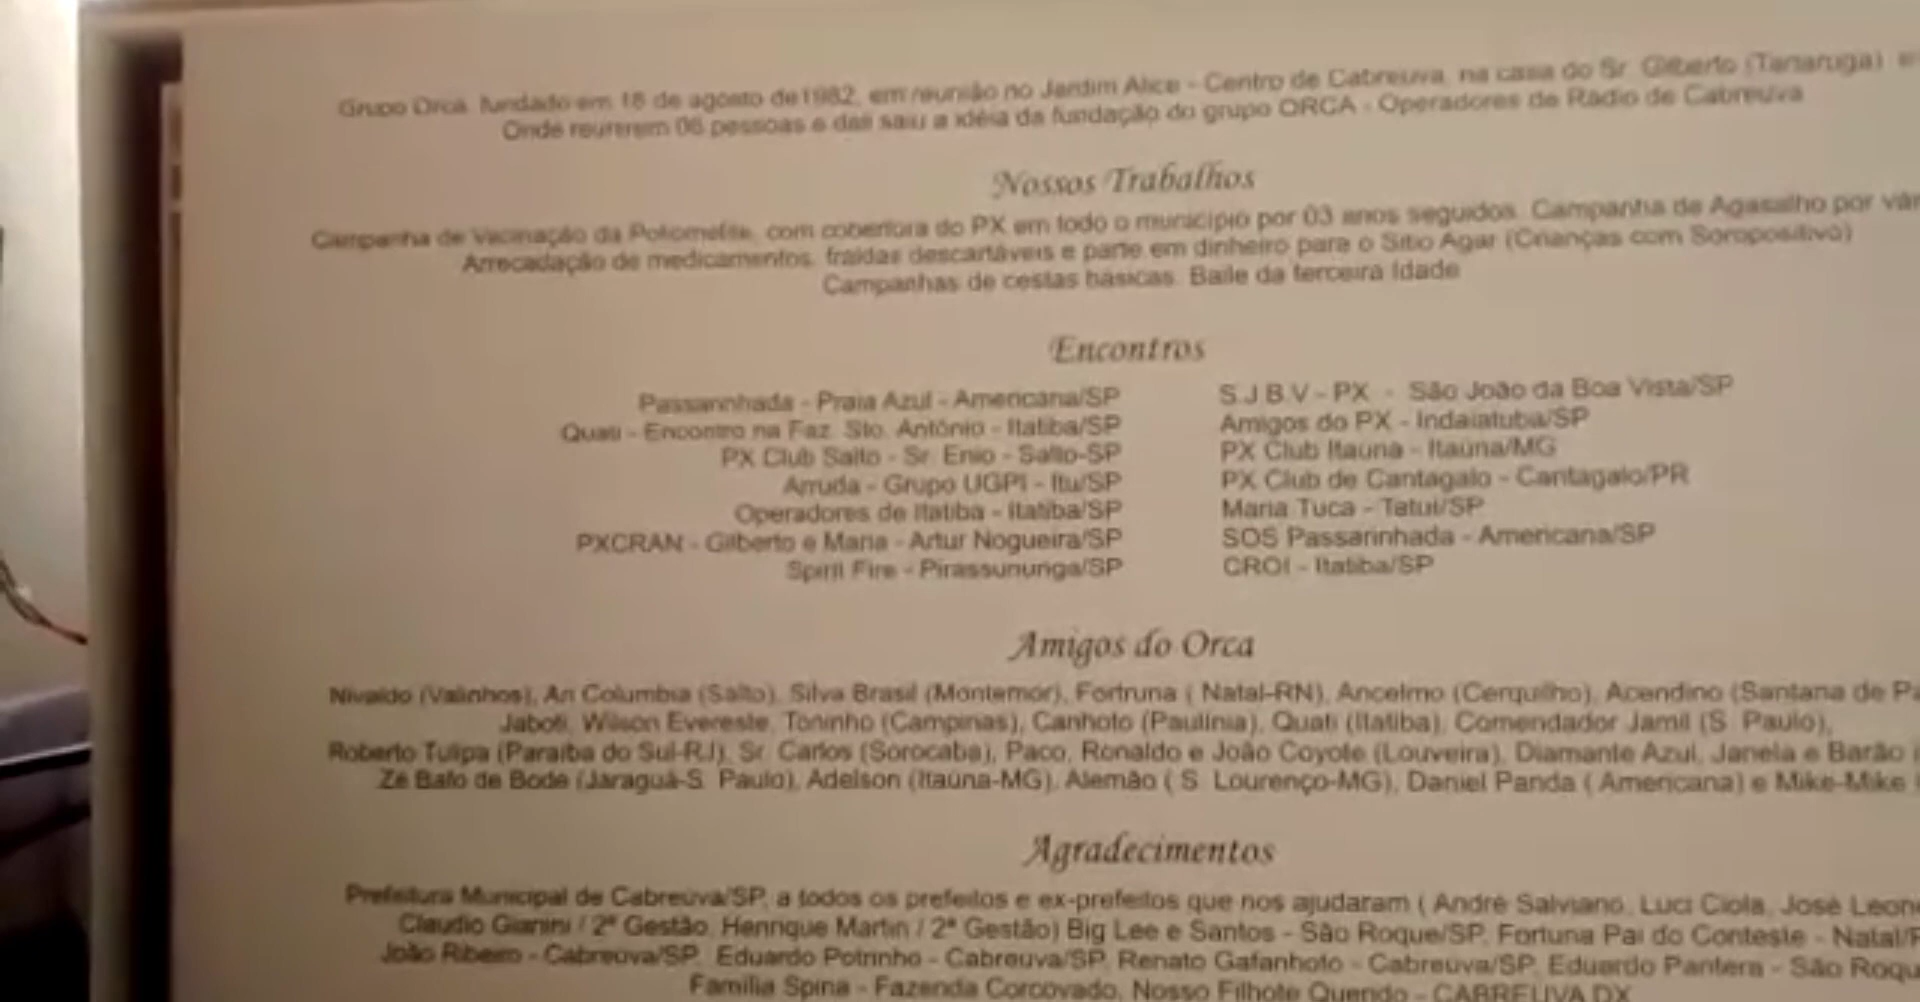 Grupo Orca, fundado em 18 de agosto de 1982, em reunião no Jardim Alice - Centro de Cabreuva, na casa do Sr. Gilberto (Tartaruga)
Onde reunirem 06 pessoas e dali saiu a idéia da fundação do grupo ORCA - Operadores de Rádio de Cabreúva
Nossos Trabalhos
Campanha de Vacinação da Poliomelite, com cobertora do PX em todo o município por 03 anos seguidos. Campanha de Agasalho por
Arrecadação de medicamentos, fraldas descartáveis e parte em dinheiro para o Sitio Agar (Crianças com Soropositivo)
Campanhas de cestas básicas. Baile da terceira Idade
Encontros
Passarinhada - Praia Azul - Americana/SP
Quati - Encontro na Faz. Sto. Antônio - Itatiba/SP
PX Club Salto - Sr. Enio - Salto-SP
Arruda - Grupo UGPI - Itu/SP
Operadores de Itatiba - Itatiba/SP
PXCRAN - Gilberto e Maria - Artur Nogueira/SP
Spirit Fire - Pirassununga/SP
S.J.B.V - PX - São João da Boa Vista/SP
Amigos do PX - Indaiatuba/SP
PX Club Itauna - Itaúna/MG
PX Club de Cantagalo - Cantagalo/PR
Maria Tuca - Tatuí/SP
SOS Passarinhada - Americana/SP
CROI - Itatiba/SP
Amigos do Orca
Nivaldo (Valinhos), Columbia (Salto), Silva Brasil (Montemor), Fortruna ( Natal-RN), Ancelmo (Cerquilho), Acendino (Santana de
Jaboti, Wilson Evereste, Toninho (Campinas), Canhoto (Paulínia), Quati (Itatiba), Comendador Jamil (S. Paulo),
Roberto Tulipa (Paraíba do Sul-RJ), Sr. Carlos (Sorocaba), Paco, Ronaldo e João Coyote (Louveira), Diamante Azul, Janela e Barão
Zé Bafo de Bode (Jaraguá-S. Paulo), Adelson (Itaúna-MG), Alemão ( S. Lourenço-MG), Daniel Panda ( Americana) e Mike-Mike
Agradecimentos
Prefeitura Municipal de Cabreúva/SP, a todos os prefeitos e ex-prefeitos que nos ajudaram ( André Salviano, Luci Ciola, José
Claudio Gianini / 2ª Gestão, Henrique Martin / 2ª Gestão) Big Lee e Santos - São Roque/SP, Fortuna Pai do Conteste -
João Ribeiro - Cabreúva/SP, Eduardo Potrinho - Cabreúva/SP, Renato Gafanhoto - Cabreúva/SP, Eduardo Pantera - São
Família Spina - Fazenda Corcovado, Nosso Filhote Querido - CABREUVA DX